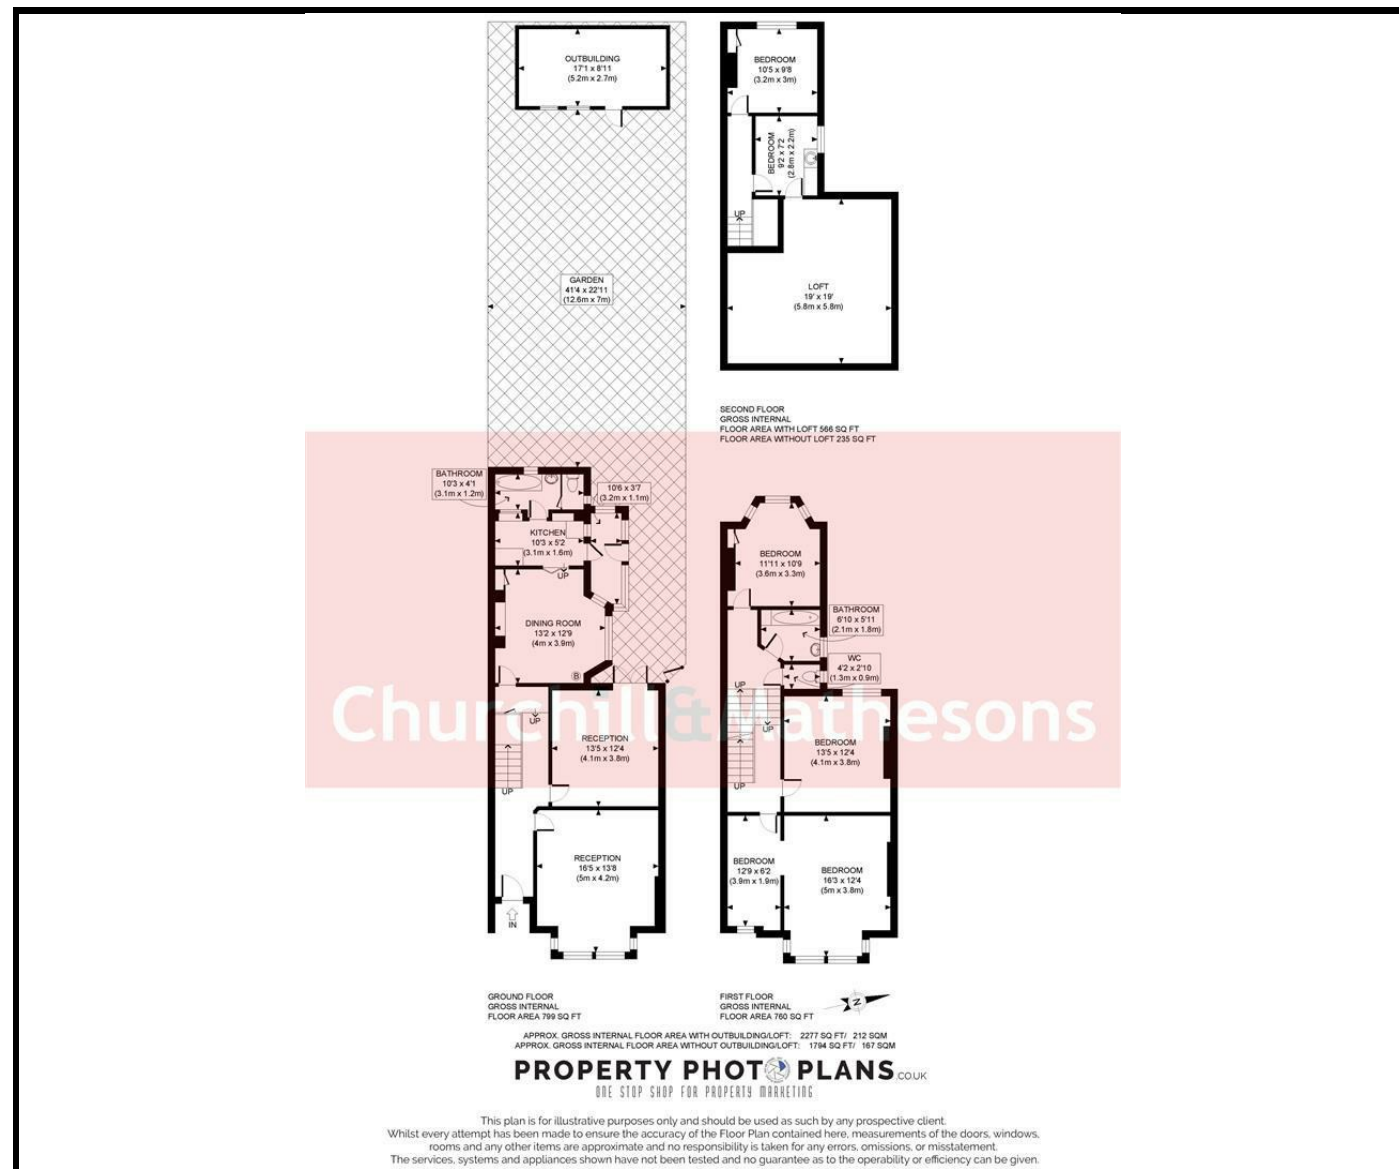 OUTBUILDING
17'1 x 8'11
(5.2m x 2.7m)
GARDEN
41'4 x 22'11
(12.6m x 7m)
BATHROOM
10'3 x 4'1
(3.1m x 1.2m)
10'6 x 3'7
(3.2m x 1.1m)
KITCHEN
10'3 x 5'2
(3.1m x 1.6m)
UP
DINING ROOM
13'2 x 12'9
(4m x 3.9m)
B
UP
UP
RECEPTION
13'5 x 12'4
(4.1m x 3.8m)
RECEPTION
16'5 x 13'8
(5m x 4.2m)
IN
GROUND FLOOR
GROSS INTERNAL
FLOOR AREA 799 SQ FT
BEDROOM
10'5 x 9'8
(3.2m x 3m)
BEDROOM
9'2 x 7'2
(2.8m x 2.2m)
UP
LOFT
19' x 19'
(5.8m x 5.8m)
SECOND FLOOR
GROSS INTERNAL
FLOOR AREA WITH LOFT 566 SQ FT
FLOOR AREA WITHOUT LOFT 235 SQ FT
BEDROOM
11'11 x 10'9
(3.6m x 3.3m)
BATHROOM
6'10 x 5'11
(2.1m x 1.8m)
WC
4'2 x 2'10
(1.3m x 0.9m)
UP
UP
UP
BEDROOM
13'5 x 12'4
(4.1m x 3.8m)
BEDROOM
12'9 x 6'2
(3.9m x 1.9m)
BEDROOM
16'3 x 12'4
(5m x 3.8m)
FIRST FLOOR
GROSS INTERNAL
FLOOR AREA 760 SQ FT
N
Churchill & Mathesons
APPROX. GROSS INTERNAL FLOOR AREA WITH OUTBUILDING/LOFT: 2277 SQ FT/ 212 SQM
APPROX. GROSS INTERNAL FLOOR AREA WITHOUT OUTBUILDING/LOFT: 1794 SQ FT/ 167 SQM
PROPERTY PHOTO PLANS.CO.UK
ONE STOP SHOP FOR PROPERTY MARKETING
This plan is for illustrative purposes only and should be used as such by any prospective client.
Whilst every attempt has been made to ensure the accuracy of the Floor Plan contained here, measurements of the doors, windows,
rooms and any other items are approximate and no responsibility is taken for any errors, omissions, or misstatement.
The services, systems and appliances shown have not been tested and no guarantee as to the operability or efficiency can be given.